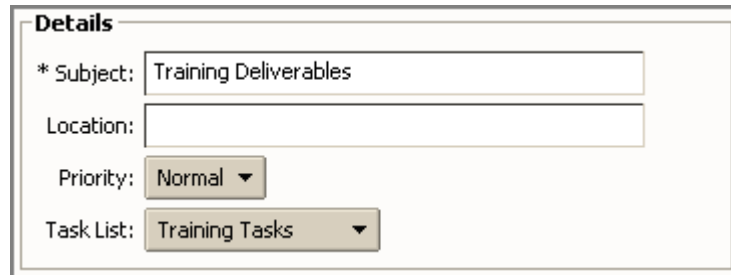 Details
* Subject: Training Deliverables
Location:
Priority: Normal
Task List: Training Tasks